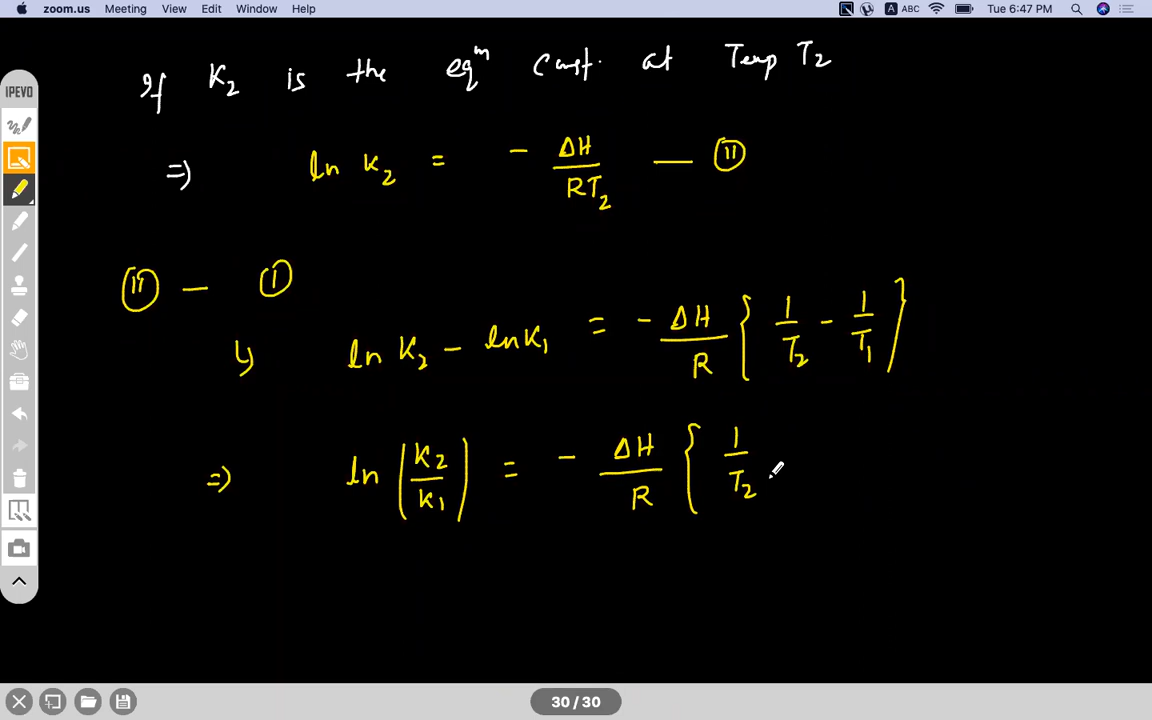 zoom.us Meeting View Edit Window Help ABC Tue 6:47 PM
IPEVO
If K₂ is the eqᵐ Const. at Temp T₂
⇒ ln K₂ = - ΔH/RT₂ — (II)
(II) - (I)
↳ ln K₂ - ln K₁ = - ΔH/R { 1/T₂ - 1/T₁ }
⇒ ln (K₂/K₁) = - ΔH/R { 1/T₂
30 / 30